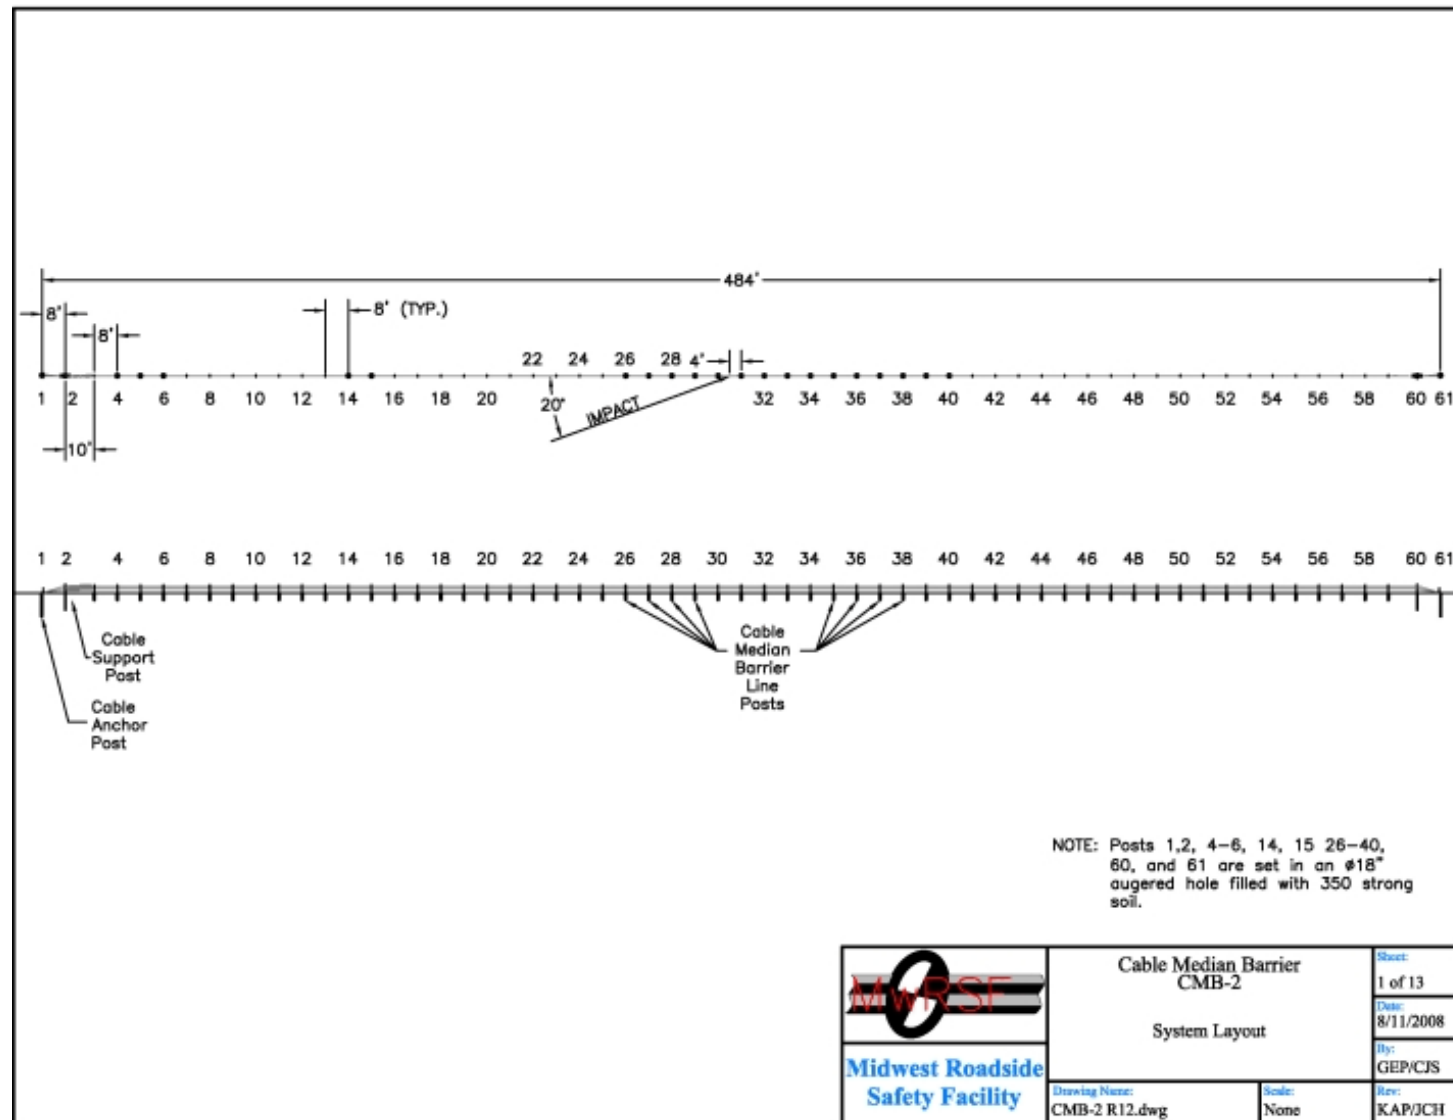 484'
8' 8' 8' (TYP.)
22 24 26 28 4'
1 2 4 6 8 10 12 14 16 18 20 20° IMPACT 32 34 36 38 40 42 44 46 48 50 52 54 56 58 60 61
10'
1 2 4 6 8 10 12 14 16 18 20 22 24 26 28 30 32 34 36 38 40 42 44 46 48 50 52 54 56 58 60 61
Cable
Support
Post
Cable
Anchor
Post
Cable
Median
Barrier
Line
Posts
NOTE: Posts 1,2, 4-6, 14, 15 26-40,
60, and 61 are set in an ø18"
augered hole filled with 350 strong
soil.
MwRSF
Midwest Roadside
Safety Facility
Cable Median Barrier
CMB-2
System Layout
Drawing Name:
CMB-2 R12.dwg
Scale:
None
Sheet:
1 of 13
Date:
8/11/2008
By:
GEP/CJS
Rev:
KAP/JCH